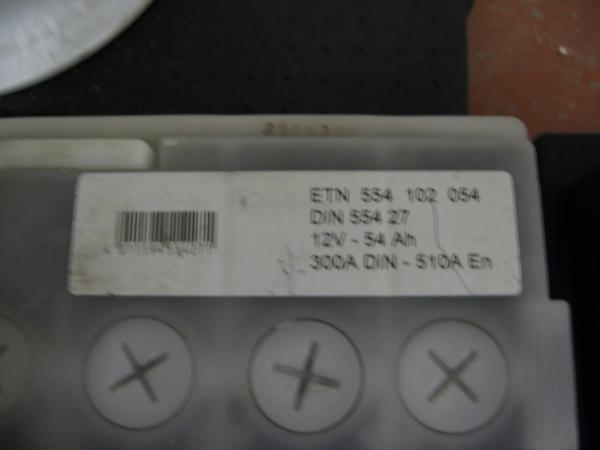 ETN 554 102 054
DIN 554 27
12V - 54 Ah
300A DIN - 510A En